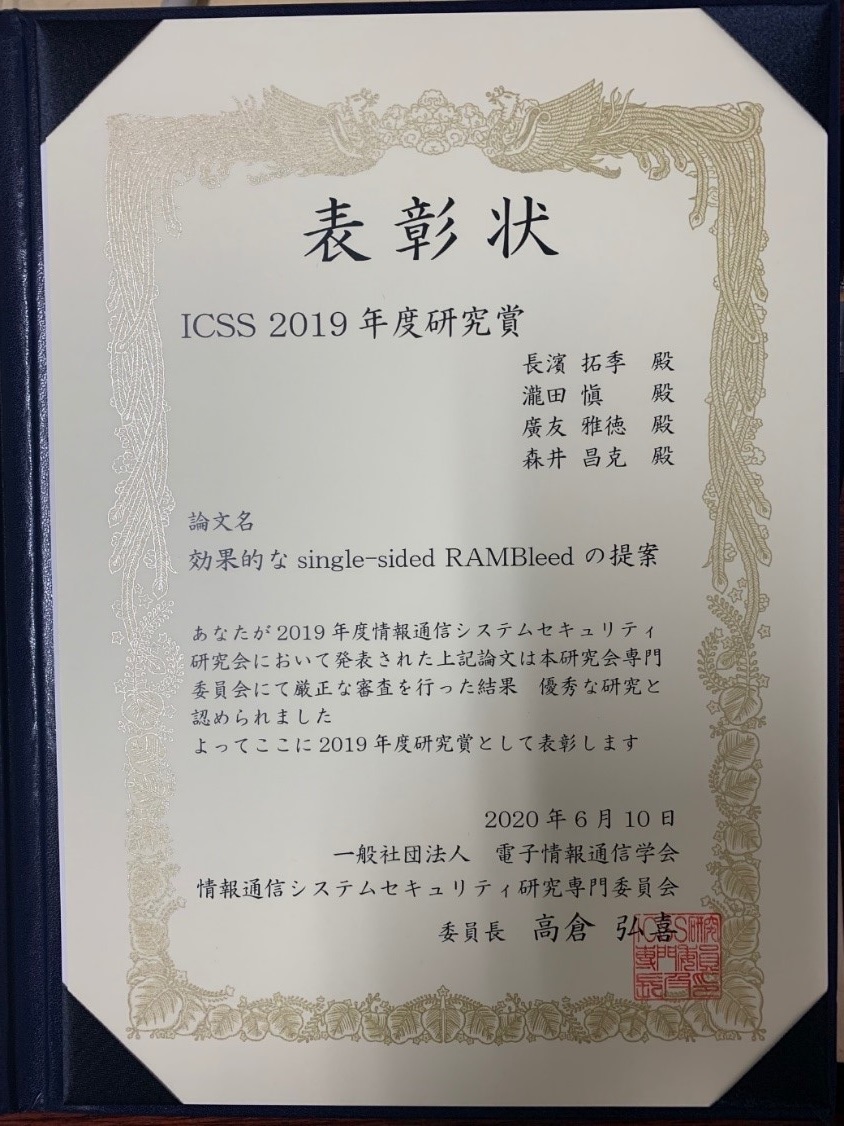 表彰状
ICSS 2019 年度研究賞
長濱 拓季 殿
瀧田 愼 殿
廣友 雅徳 殿
森井 昌克 殿
論文名
効果的な single-sided RAMBleed の提案
あなたが 2019 年度情報通信システムセキュリティ
研究会において発表された上記論文は本研究会専門
委員会にて厳正な審査を行った結果 優秀な研究と
認められました
よってここに 2019 年度研究賞として表彰します
2020 年 6 月 10 日
一般社団法人 電子情報通信学会
情報通信システムセキュリティ研究専門委員会
委員長 高倉 弘喜